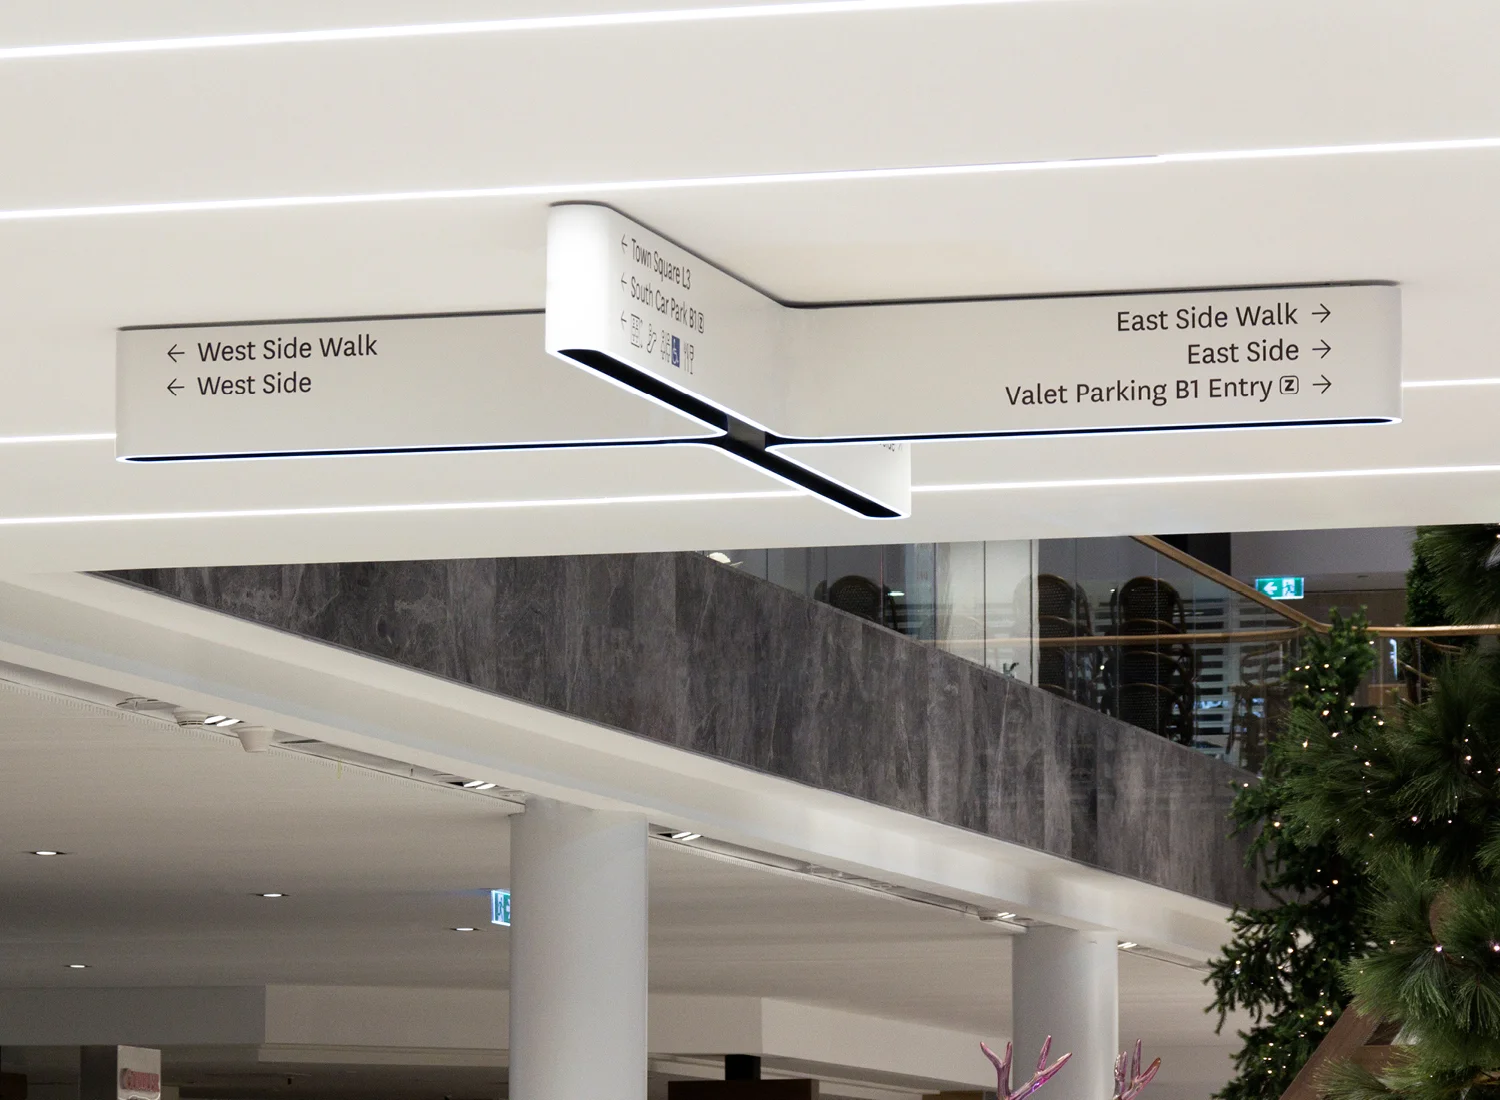 ← West Side Walk
← West Side
← Town Square L3
← South Car Park B1 Z
East Side Walk →
East Side →
Valet Parking B1 Entry Z →